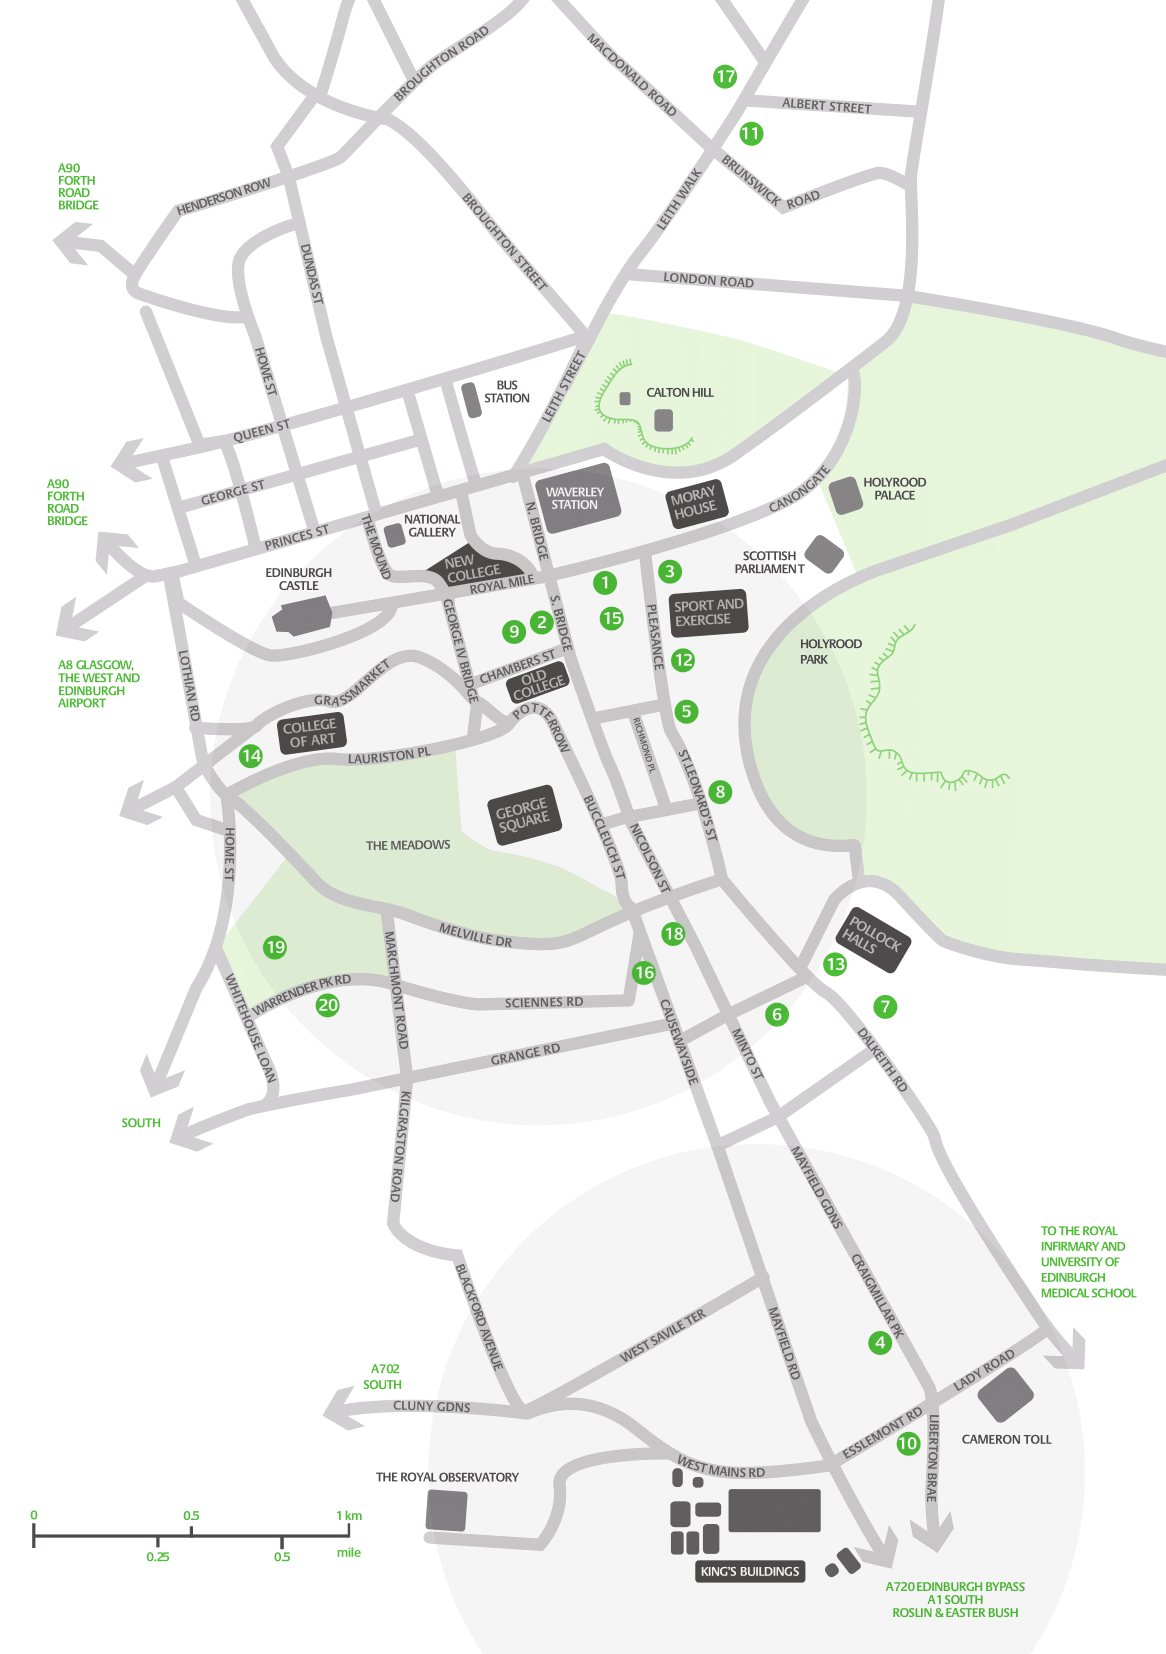 BROUGHTON ROAD
MACDONALD ROAD
17
ALBERT STREET
11
A90
FORTH
ROAD
BRIDGE
HENDERSON ROW
BRUNSWICK ROAD
LEITH WALK
BROUGHTON STREET
DUNDAS ST
LONDON ROAD
HOWE ST
LEITH STREET
BUS
STATION
CALTON HILL
QUEEN ST
GEORGE ST
A90
FORTH
ROAD
BRIDGE
WAVERLEY
STATION
MORAY
HOUSE
CANONGATE
HOLYROOD
PALACE
PRINCES ST
THE MOUND
NATIONAL
GALLERY
N. BRIDGE
SCOTTISH
PARLIAMENT
EDINBURGH
CASTLE
NEW
COLLEGE
ROYAL MILE
1
3
GEORGE IV BRIDGE
S. BRIDGE
PLEASANCE
SPORT AND
EXERCISE
9
2
15
HOLYROOD
PARK
A8 GLASGOW,
THE WEST AND
EDINBURGH
AIRPORT
LOTHIAN RD
GRASSMARKET
CHAMBERS ST
12
OLD
COLLEGE
5
COLLEGE
OF ART
POTTERROW
RICHMOND PL
14
LAURISTON PL
ST.LEONARD'S ST
8
GEORGE
SQUARE
BUCCLEUCH ST
NICOLSON ST
HOME ST
THE MEADOWS
MELVILLE DR
18
POLLOCK
HALLS
19
MARCHMONT ROAD
16
13
WHITEHOUSE LOAN
WARRENDER PK RD
20
SCIENNES RD
CAUSEWAYSIDE
6
7
GRANGE RD
MINTO ST
DALKEITH RD
SOUTH
KILGRASTON ROAD
MAYFIELD GDNS
TO THE ROYAL
INFIRMARY AND
UNIVERSITY OF
EDINBURGH
MEDICAL SCHOOL
BLACKFORD AVENUE
CRAIGMILLAR PK
WEST SAVILE TER
MAYFIELD RD
4
A702
SOUTH
LADY ROAD
CLUNY GDNS
ESSLEMONT RD
10
LIBERTON BRAE
CAMERON TOLL
THE ROYAL OBSERVATORY
WEST MAINS RD
0 0.5 1 km
0.25 0.5 mile
KING'S BUILDINGS
A720 EDINBURGH BYPASS
A1 SOUTH
ROSLIN & EASTER BUSH